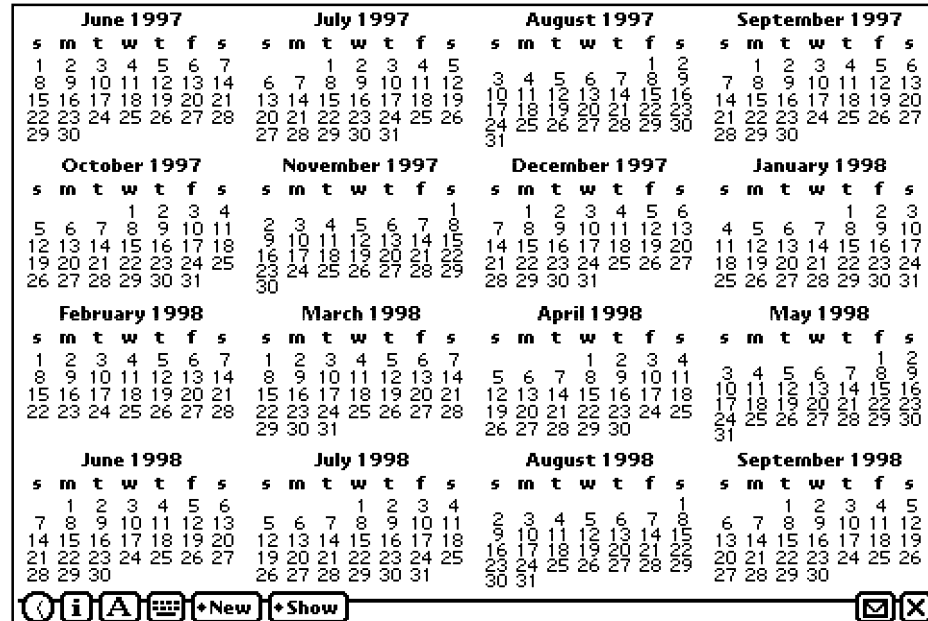 June 1997
s m t w t f s
1 2 3 4 5 6 7
8 9 10 11 12 13 14
15 16 17 18 19 20 21
22 23 24 25 26 27 28
29 30
July 1997
s m t w t f s
1 2 3 4 5
6 7 8 9 10 11 12
13 14 15 16 17 18 19
20 21 22 23 24 25 26
27 28 29 30 31
August 1997
s m t w t f s
1 2
3 4 5 6 7 8 9
10 11 12 13 14 15 16
17 18 19 20 21 22 23
24 25 26 27 28 29 30
31
September 1997
s m t w t f s
1 2 3 4 5 6
7 8 9 10 11 12 13
14 15 16 17 18 19 20
21 22 23 24 25 26 27
28 29 30
October 1997
s m t w t f s
1 2 3 4
5 6 7 8 9 10 11
12 13 14 15 16 17 18
19 20 21 22 23 24 25
26 27 28 29 30 31
November 1997
s m t w t f s
1
2 3 4 5 6 7 8
9 10 11 12 13 14 15
16 17 18 19 20 21 22
23 24 25 26 27 28 29
30
December 1997
s m t w t f s
1 2 3 4 5 6
7 8 9 10 11 12 13
14 15 16 17 18 19 20
21 22 23 24 25 26 27
28 29 30 31
January 1998
s m t w t f s
1 2 3
4 5 6 7 8 9 10
11 12 13 14 15 16 17
18 19 20 21 22 23 24
25 26 27 28 29 30 31
February 1998
s m t w t f s
1 2 3 4 5 6 7
8 9 10 11 12 13 14
15 16 17 18 19 20 21
22 23 24 25 26 27 28
March 1998
s m t w t f s
1 2 3 4 5 6 7
8 9 10 11 12 13 14
15 16 17 18 19 20 21
22 23 24 25 26 27 28
29 30 31
April 1998
s m t w t f s
1 2 3 4
5 6 7 8 9 10 11
12 13 14 15 16 17 18
19 20 21 22 23 24 25
26 27 28 29 30
May 1998
s m t w t f s
1 2
3 4 5 6 7 8 9
10 11 12 13 14 15 16
17 18 19 20 21 22 23
24 25 26 27 28 29 30
31
June 1998
s m t w t f s
1 2 3 4 5 6
7 8 9 10 11 12 13
14 15 16 17 18 19 20
21 22 23 24 25 26 27
28 29 30
July 1998
s m t w t f s
1 2 3 4
5 6 7 8 9 10 11
12 13 14 15 16 17 18
19 20 21 22 23 24 25
26 27 28 29 30 31
August 1998
s m t w t f s
1
2 3 4 5 6 7 8
9 10 11 12 13 14 15
16 17 18 19 20 21 22
23 24 25 26 27 28 29
30 31
September 1998
s m t w t f s
1 2 3 4 5
6 7 8 9 10 11 12
13 14 15 16 17 18 19
20 21 22 23 24 25 26
27 28 29 30
i A New Show